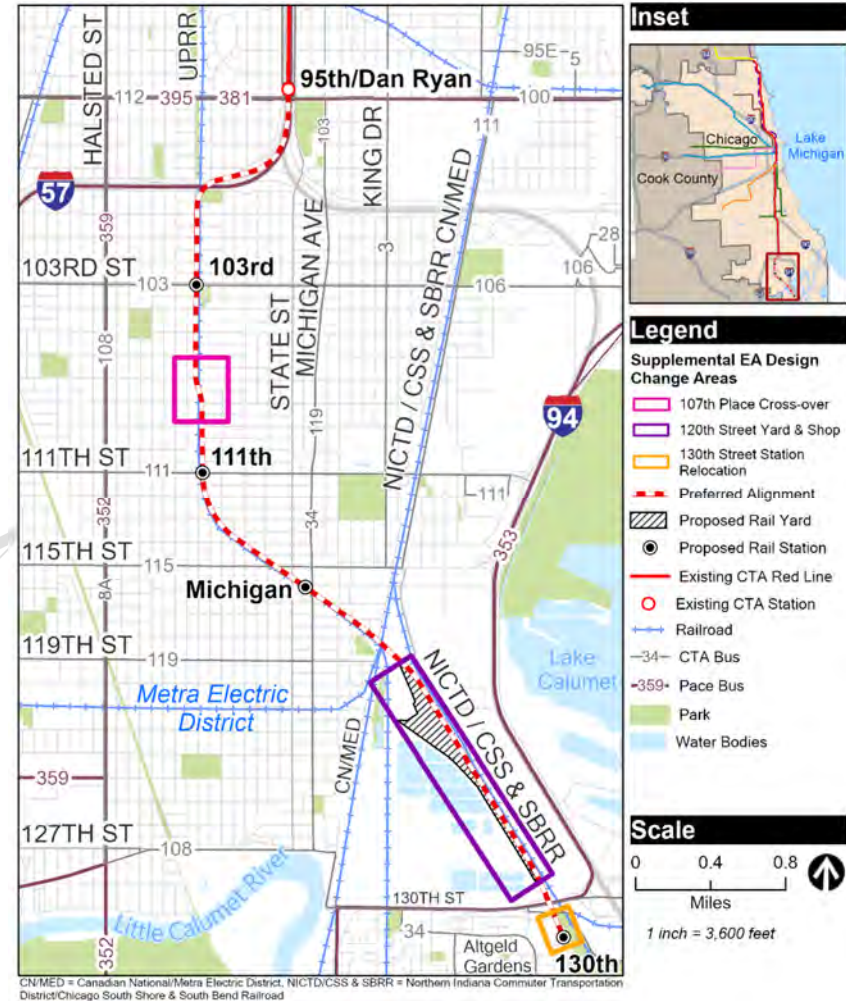 HALSTED ST
UPRR
95th/Dan Ryan
95E
5
112
395
381
100
103
111
KING DR
57
359
103RD ST
103rd
103
3
28
106
106
STATE ST
MICHIGAN AVE
NICTD / CSS & SBRR CN/MED
108
119
94
111TH ST
111th
111
111
352
34
353
115TH ST
115
8A
Michigan
119TH ST
119
Lake
Calumet
Metra Electric
District
NICTD / CSS & SBRR
CN/MED
359
127TH ST
108
130TH ST
Little Calumet River
34
352
Altgeld
Gardens
130th
CN/MED = Canadian National/Metra Electric District, NICTD/CSS & SBRR = Northern Indiana Commuter Transportation
District/Chicago South Shore & South Bend Railroad
Inset
Chicago
Lake
Michigan
Cook County
Legend
Supplemental EA Design
Change Areas
107th Place Cross-over
120th Street Yard & Shop
130th Street Station
Relocation
Preferred Alignment
Proposed Rail Yard
Proposed Rail Station
Existing CTA Red Line
Existing CTA Station
Railroad
34 CTA Bus
359 Pace Bus
Park
Water Bodies
Scale
0 0.4 0.8
Miles
1 inch = 3,600 feet